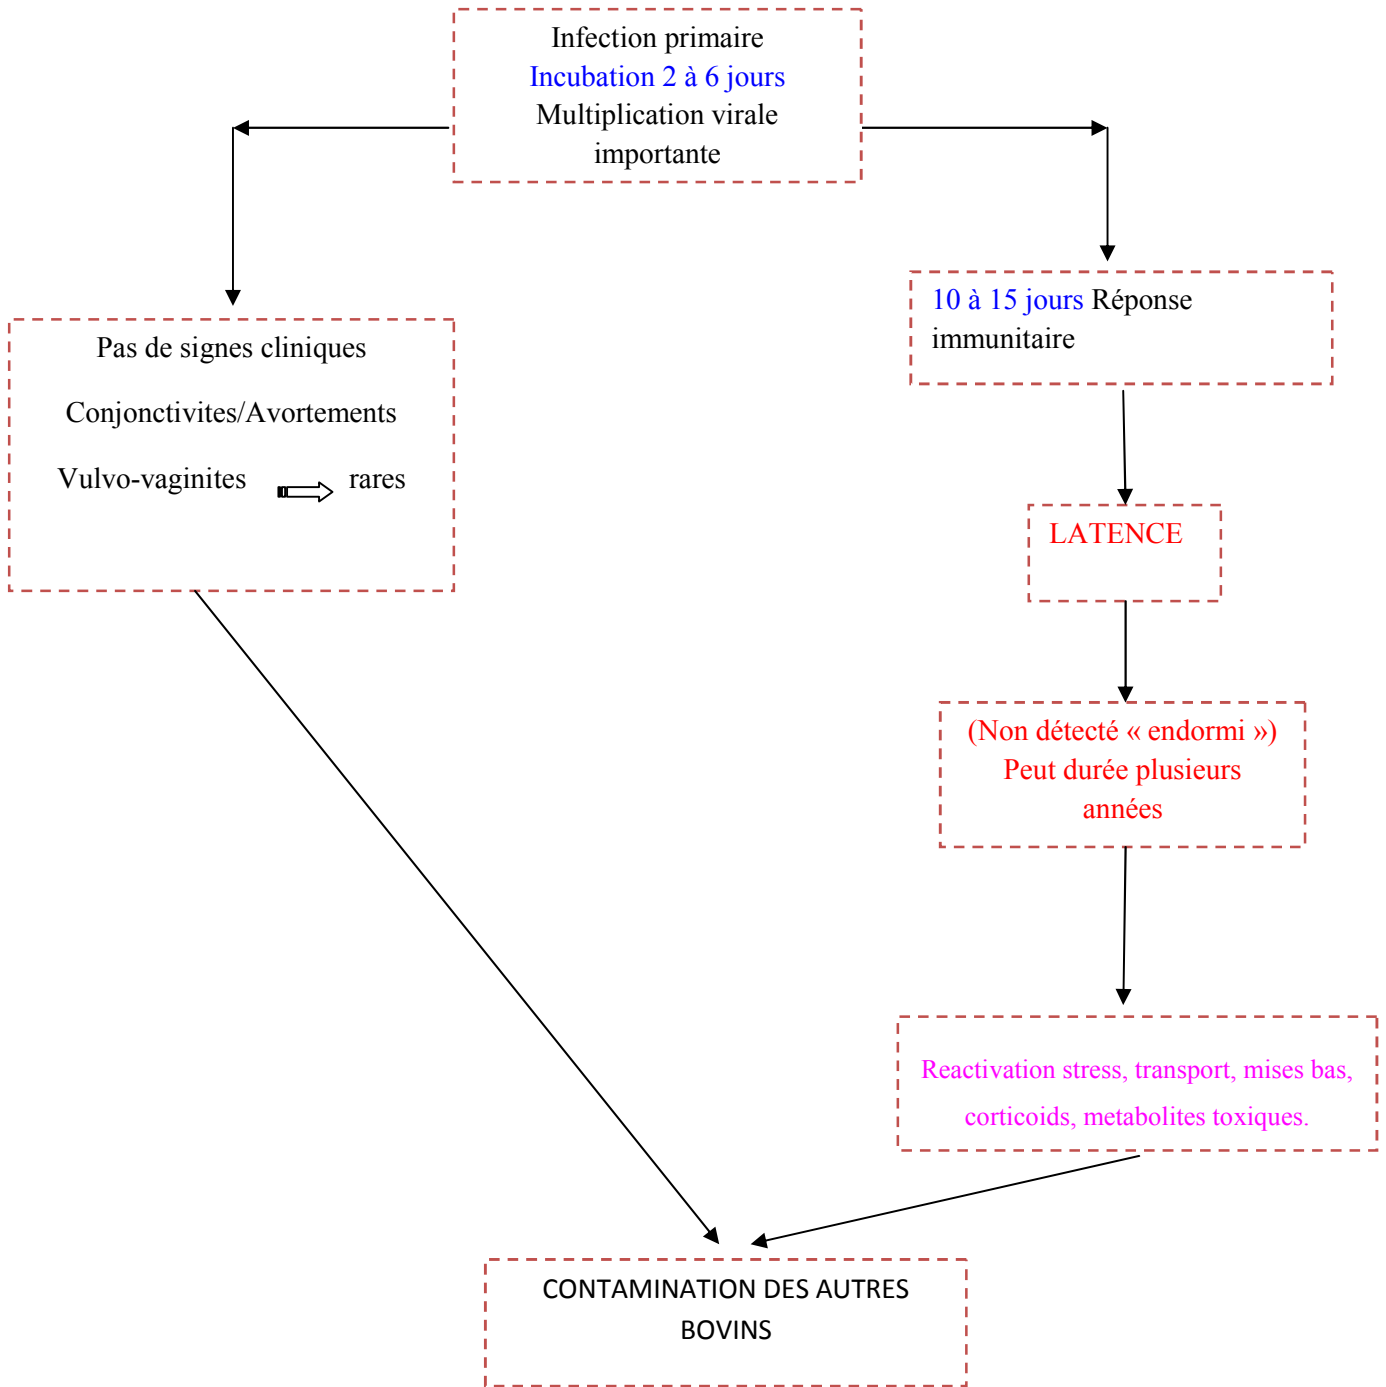 Infection primaire
Incubation 2 à 6 jours
Multiplication virale
importante
Pas de signes cliniques
Conjonctivites/Avortements
Vulvo-vaginites rares
10 à 15 jours Réponse
immunitaire
LATENCE
(Non détecté « endormi »)
Peut durée plusieurs
années
Reactivation stress, transport, mises bas,
corticoids, metabolites toxiques.
CONTAMINATION DES AUTRES
BOVINS